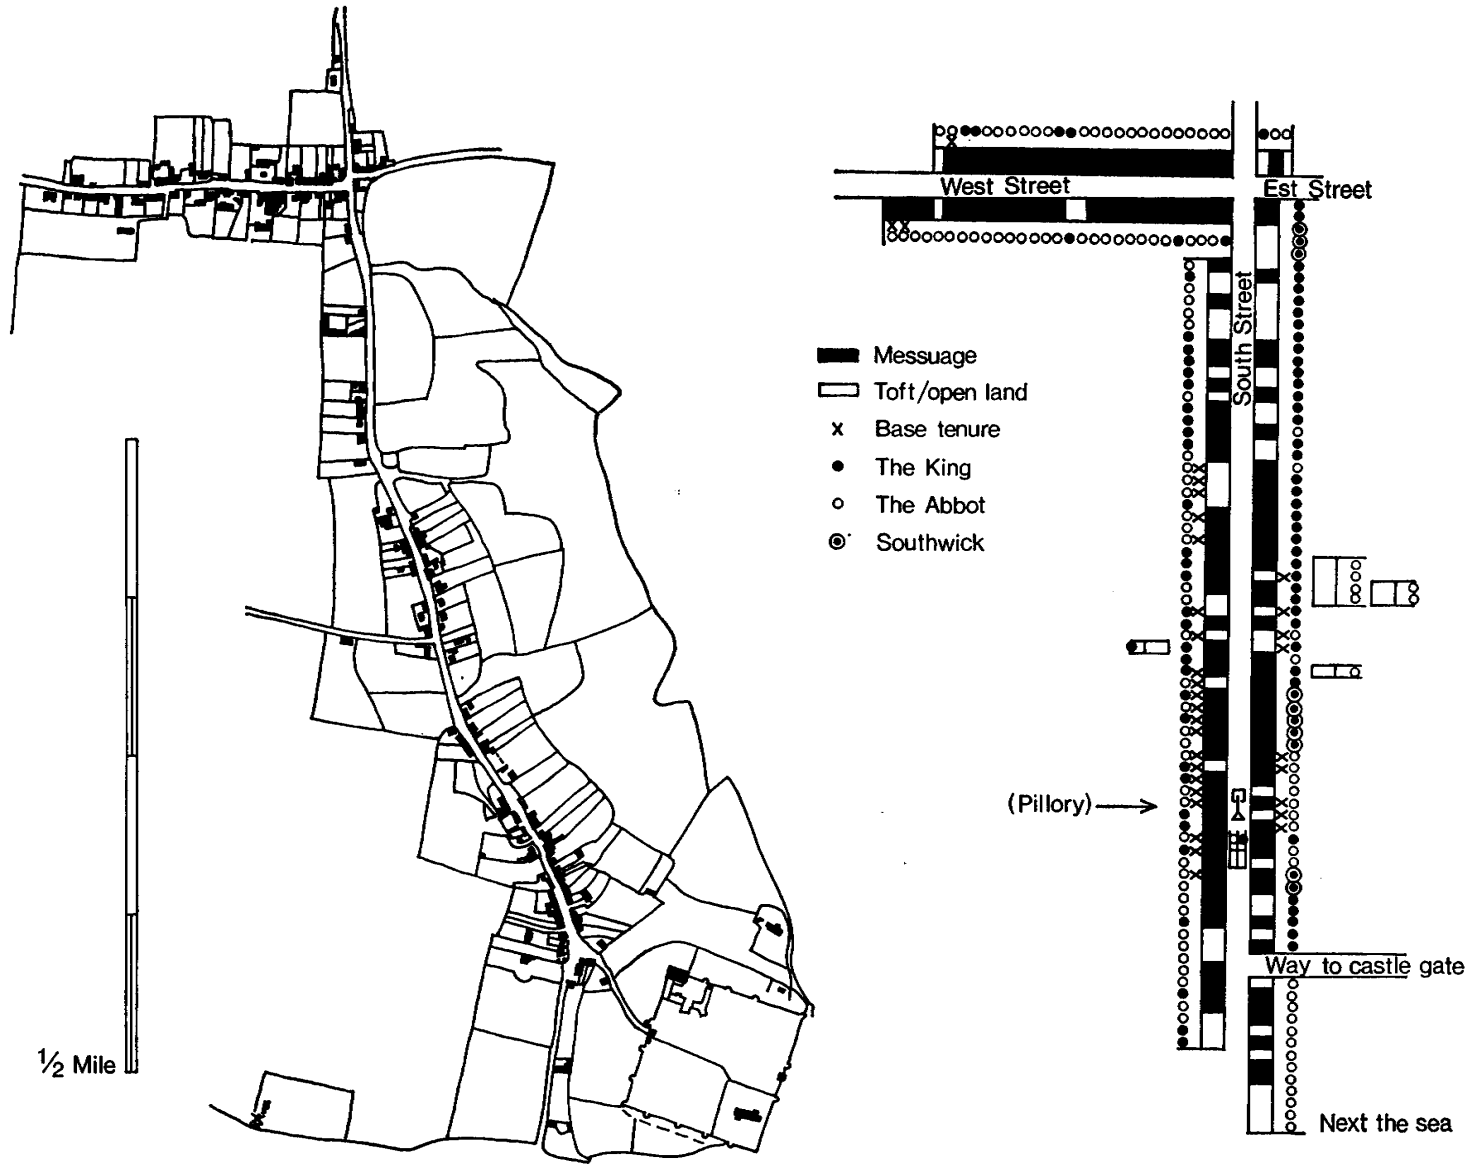 West Street
Est Street
South Street
Messuage
Toft/open land
x Base tenure
The King
The Abbot
Southwick
(Pillory)
Way to castle gate
½ Mile
Next the sea